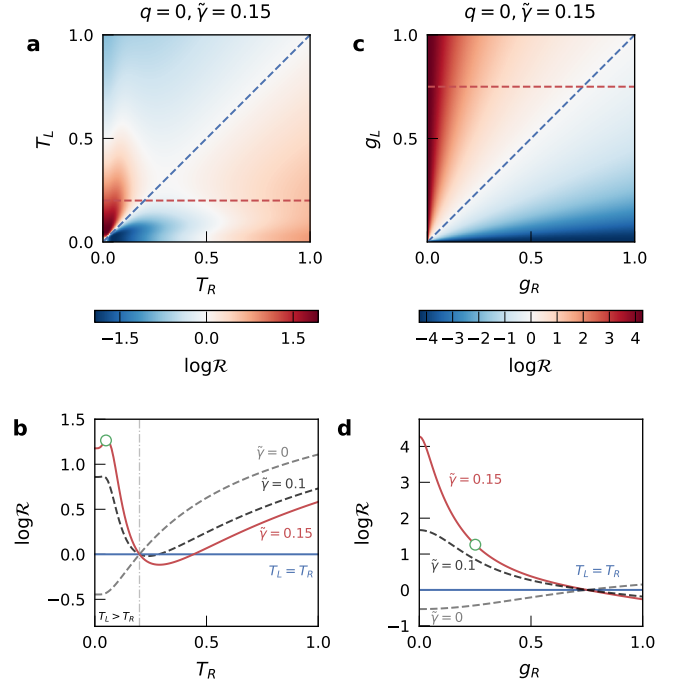 q = 0, γ̃ = 0.15
a
1.0
0.5
0.0
T_L
0.0
0.5
1.0
T_R
−1.5
0.0
1.5
logℛ
q = 0, γ̃ = 0.15
c
1.0
0.5
0.0
g_L
0.0
0.5
1.0
g_R
−4
−3
−2
−1
0
1
2
3
4
logℛ
b
1.5
1.0
0.5
0.0
−0.5
logℛ
γ̃ = 0
γ̃ = 0.1
γ̃ = 0.15
T_L = T_R
T_L > T_R
0.0
0.5
1.0
T_R
d
4
3
2
1
0
−1
logℛ
γ̃ = 0.15
γ̃ = 0.1
T_L = T_R
γ̃ = 0
0.0
0.5
1.0
g_R